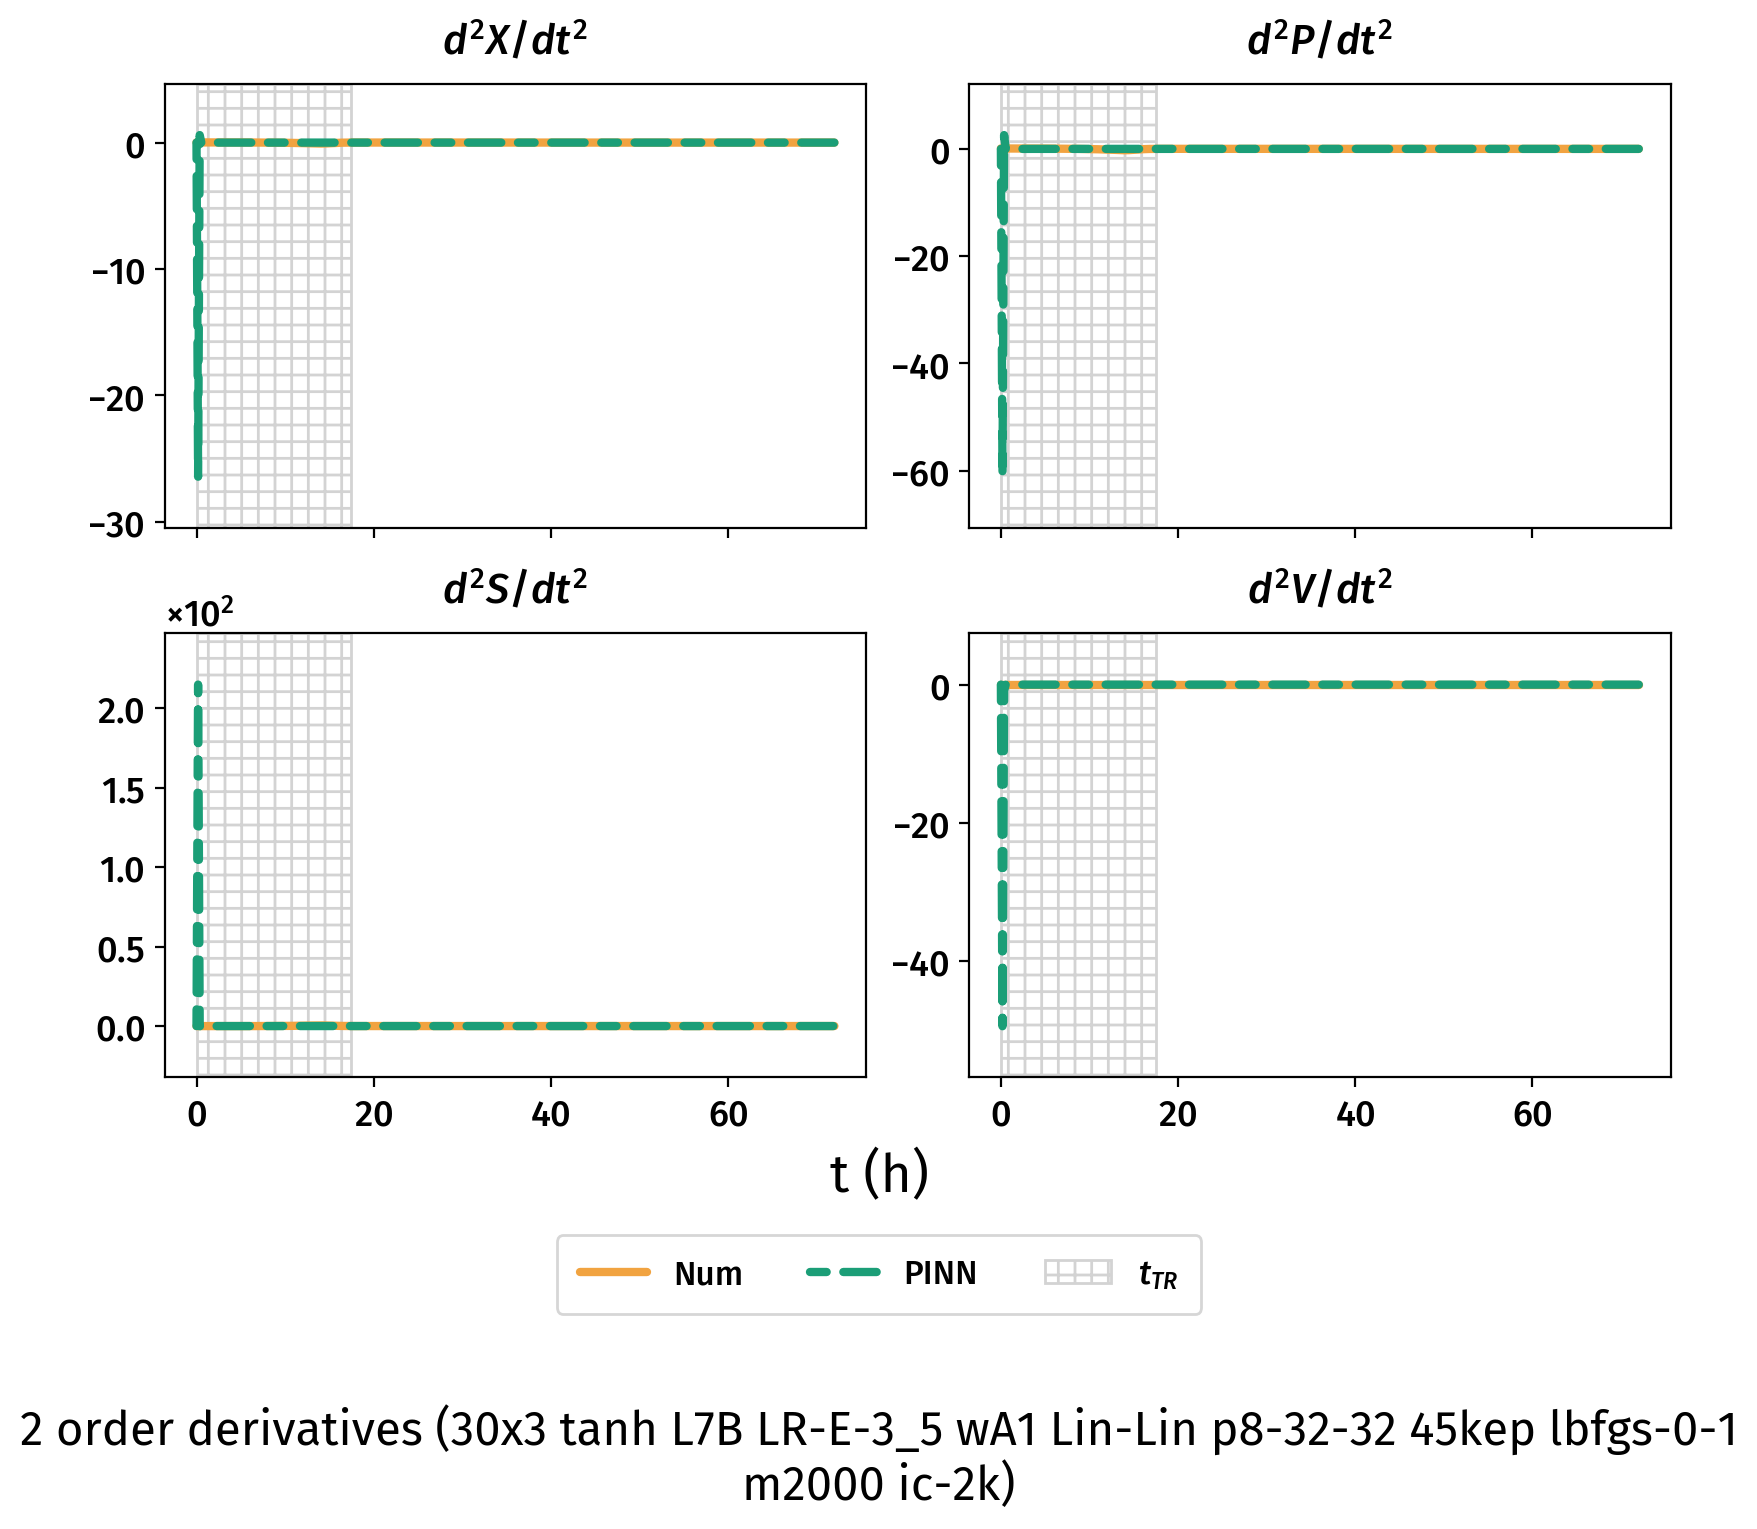 d²X/dt²
d²P/dt²
0
−10
−20
−30
0
−20
−40
−60
d²S/dt²
d²V/dt²
×10²
2.0
1.5
1.0
0.5
0.0
0
−20
−40
0 20 40 60
0 20 40 60
t (h)
Num PINN t_TR
2 order derivatives (30x3 tanh L7B LR-E-3_5 wA1 Lin-Lin p8-32-32 45kep lbfgs-0-1
m2000 ic-2k)